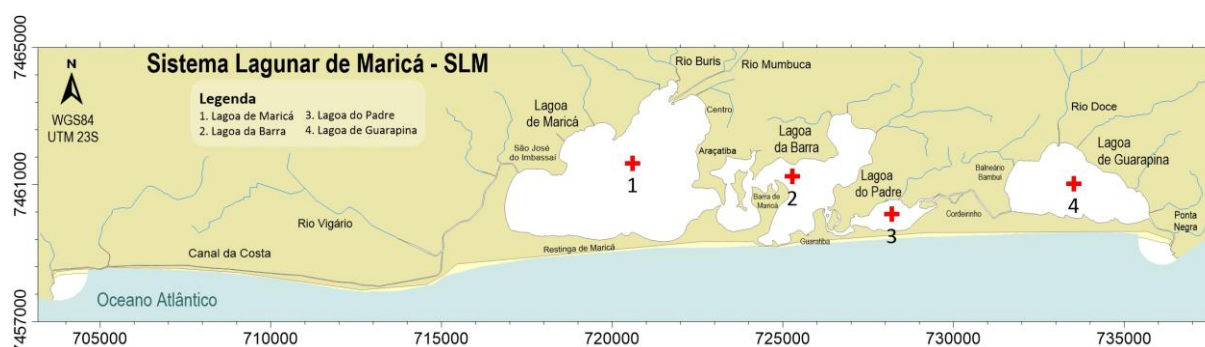 Sistema Lagunar de Maricá - SLM
N
WGS84
UTM 23S
Legenda
1. Lagoa de Maricá 3. Lagoa do Padre
2. Lagoa da Barra 4. Lagoa de Guarapina
Rio Buris
Rio Mumbuca
Lagoa
de Maricá
Centro
São José
do Imbassaí
Araçatiba
Lagoa
da Barra
Rio Doce
Lagoa
de Guarapina
Balneário
Bambuí
Lagoa
do Padre
Barra de
Maricá
Cordeirinho
Ponta
Negra
Guaratiba
Rio Vigário
Canal da Costa
Restinga de Maricá
Oceano Atlântico
1
2
3
4
7465000
7461000
7457000
705000
710000
715000
720000
725000
730000
735000